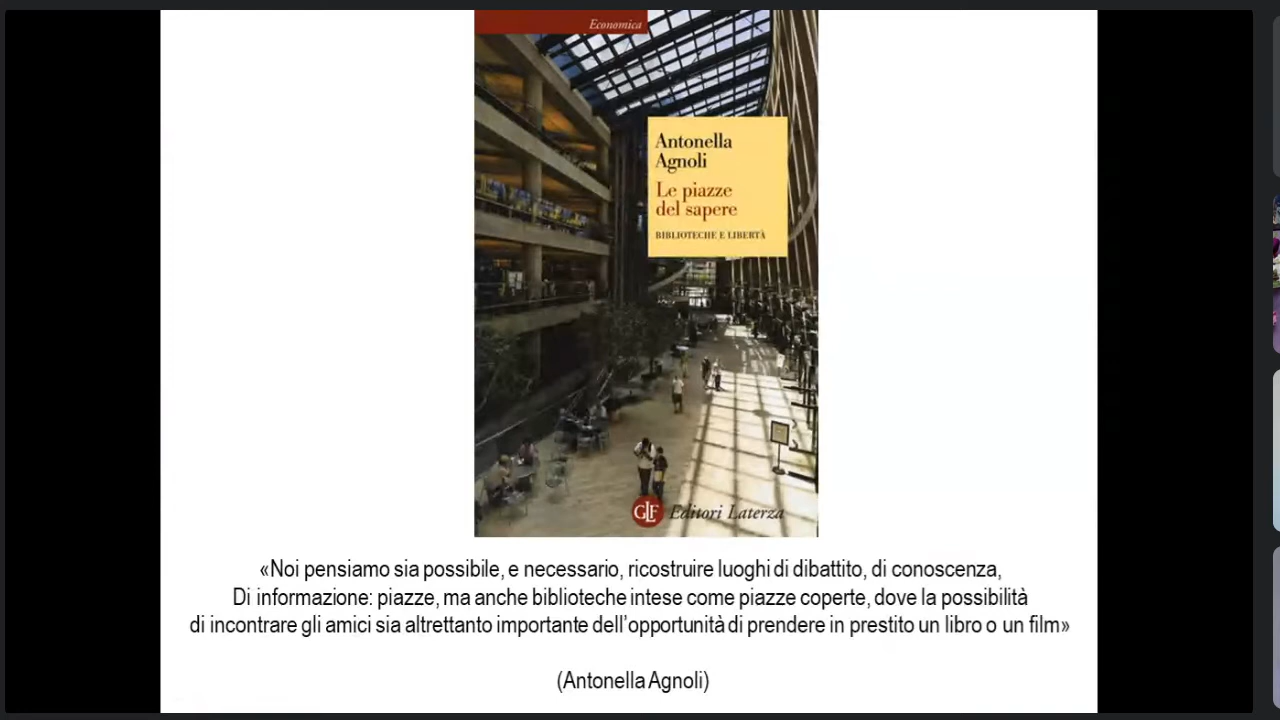 Economica
Antonella
Agnoli
Le piazze
del sapere
BIBLIOTECHE E LIBERTÀ
GLF Editori Laterza
«Noi pensiamo sia possibile, e necessario, ricostruire luoghi di dibattito, di conoscenza,
Di informazione: piazze, ma anche biblioteche intese come piazze coperte, dove la possibilità
di incontrare gli amici sia altrettanto importante dell’opportunità di prendere in prestito un libro o un film»
(Antonella Agnoli)